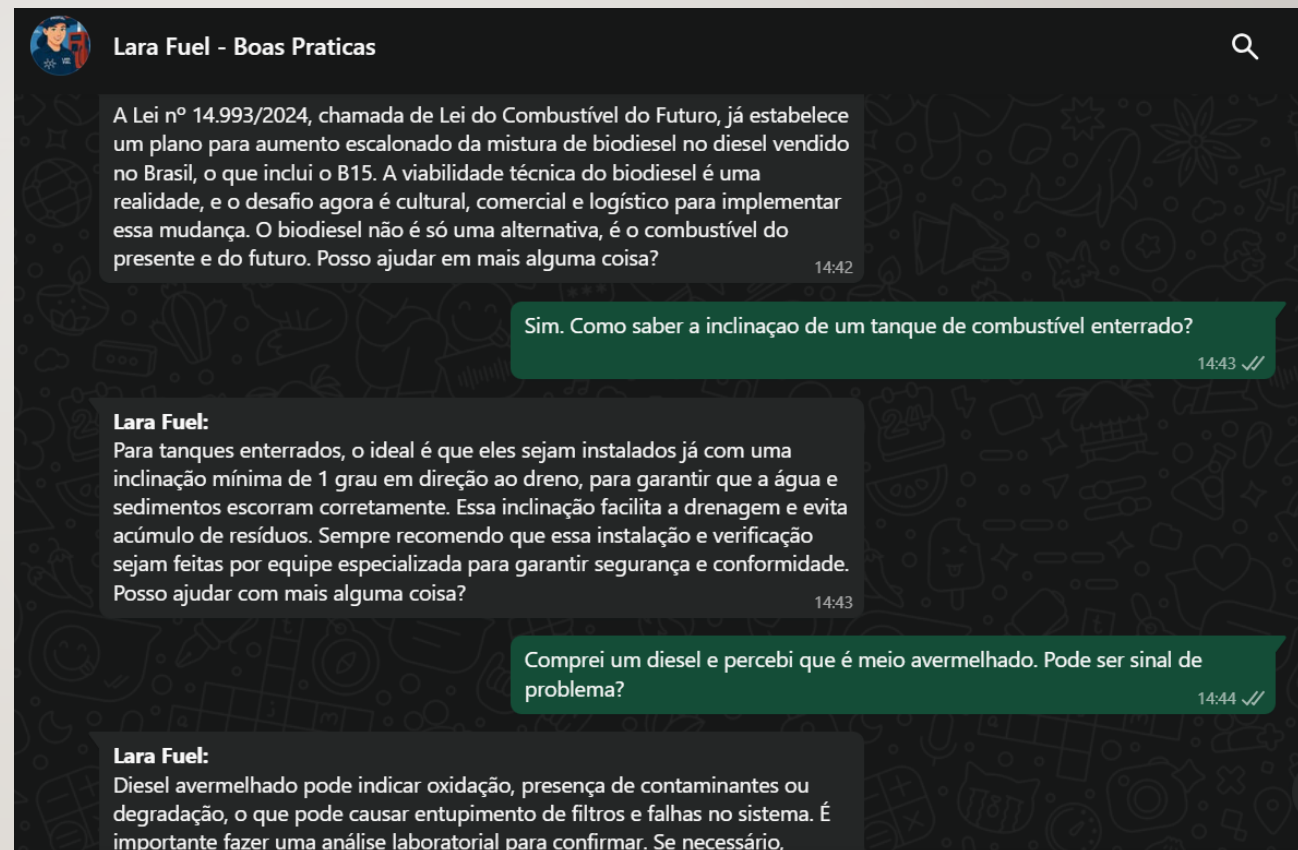 Lara Fuel - Boas Praticas
A Lei nº 14.993/2024, chamada de Lei do Combustível do Futuro, já estabelece
um plano para aumento escalonado da mistura de biodiesel no diesel vendido
no Brasil, o que inclui o B15. A viabilidade técnica do biodiesel é uma
realidade, e o desafio agora é cultural, comercial e logístico para implementar
essa mudança. O biodiesel não é só uma alternativa, é o combustível do
presente e do futuro. Posso ajudar em mais alguma coisa?
14:42
Sim. Como saber a inclinaçao de um tanque de combustível enterrado?
14:43
Lara Fuel:
Para tanques enterrados, o ideal é que eles sejam instalados já com uma
inclinação mínima de 1 grau em direção ao dreno, para garantir que a água e
sedimentos escorram corretamente. Essa inclinação facilita a drenagem e evita
acúmulo de resíduos. Sempre recomendo que essa instalação e verificação
sejam feitas por equipe especializada para garantir segurança e conformidade.
Posso ajudar com mais alguma coisa?
14:43
Comprei um diesel e percebi que é meio avermelhado. Pode ser sinal de
problema?
14:44
Lara Fuel:
Diesel avermelhado pode indicar oxidação, presença de contaminantes ou
degradação, o que pode causar entupimento de filtros e falhas no sistema. É
importante fazer uma análise laboratorial para confirmar. Se necessário,